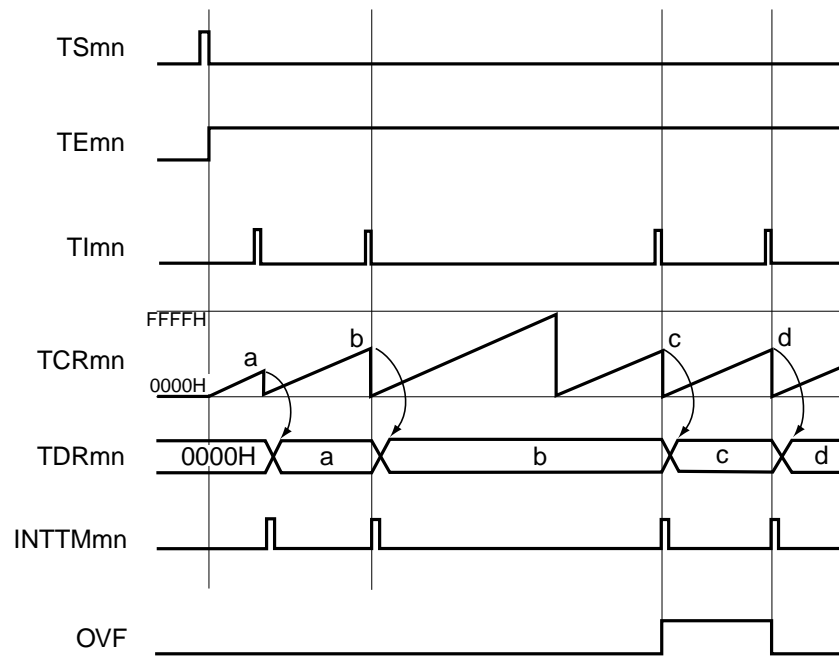 TSmn
TEmn
TImn
FFFFH
TCRmn
a
b
c
d
0000H
TDRmn
0000H
a
b
c
d
INTTMmn
OVF